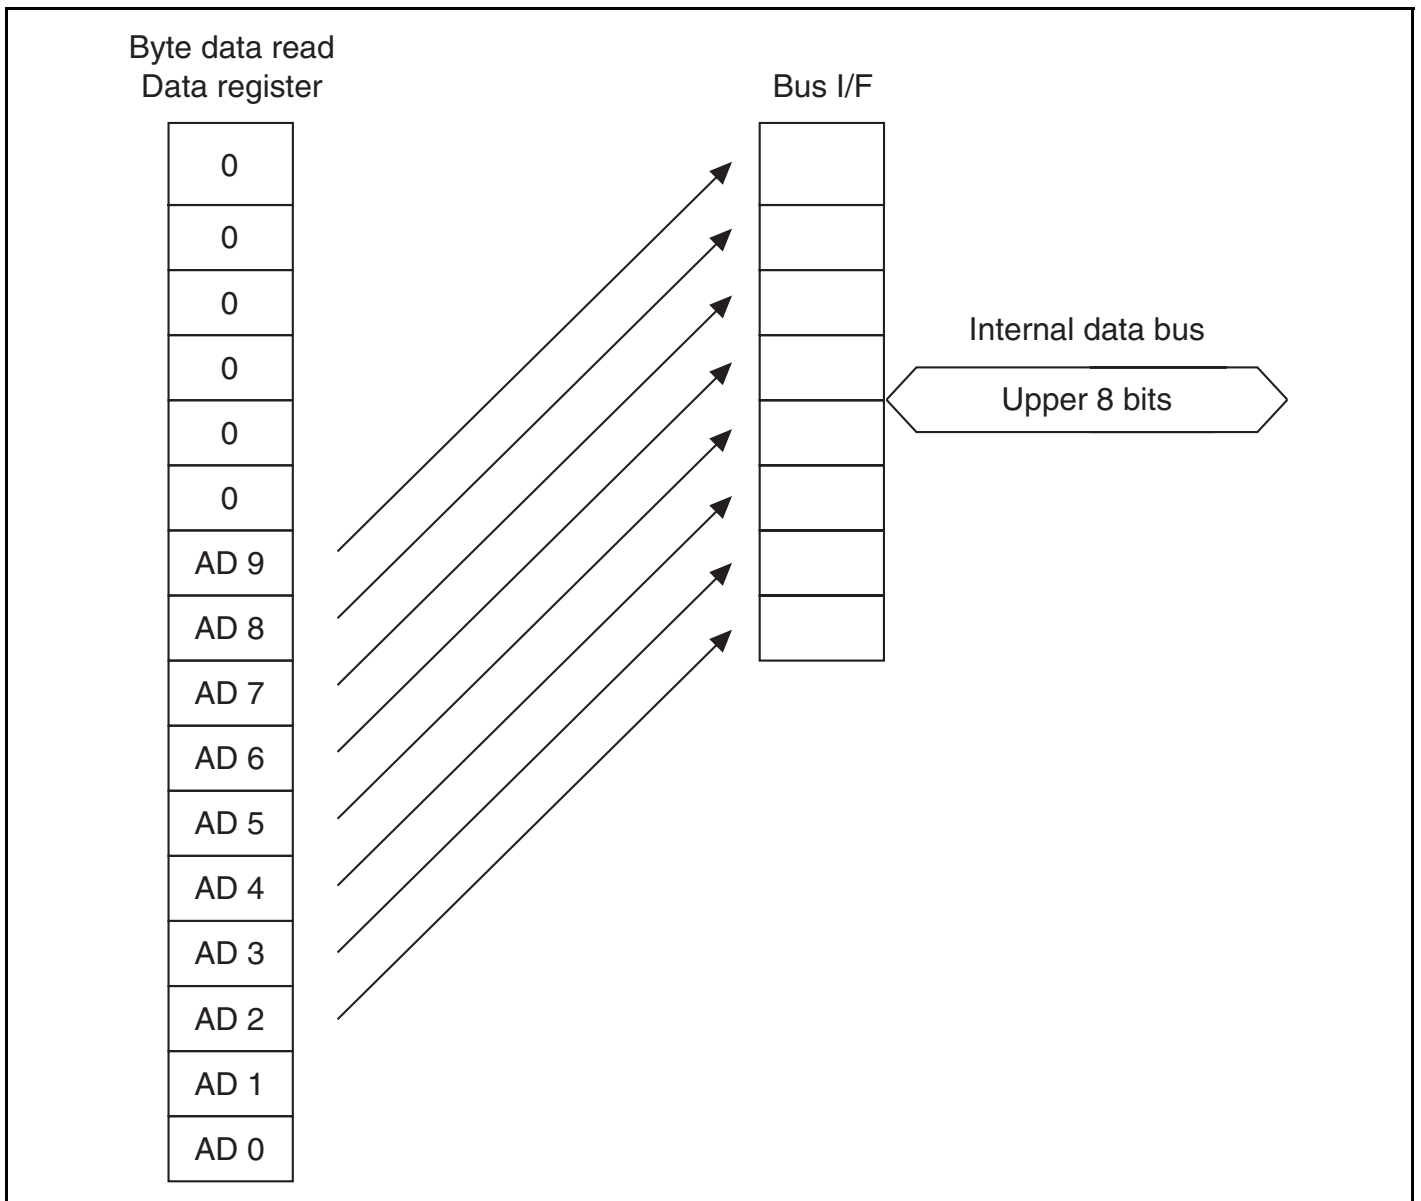 Byte data read
Data register
Bus I/F
0
0
0
0
0
0
AD 9
AD 8
AD 7
AD 6
AD 5
AD 4
AD 3
AD 2
AD 1
AD 0
Internal data bus
Upper 8 bits